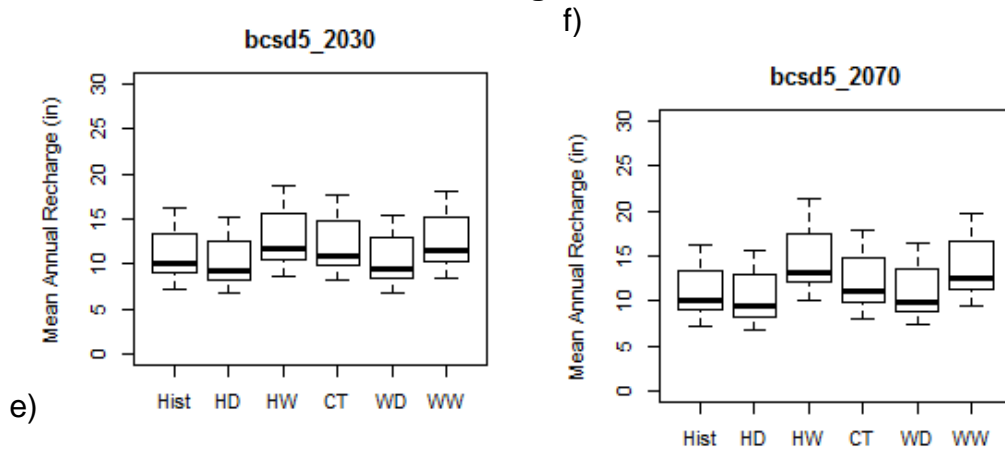 f)
bcsd5_2030
Mean Annual Recharge (in)
30
25
20
15
10
5
0
Hist HD HW CT WD WW
e)
bcsd5_2070
Mean Annual Recharge (in)
30
25
20
15
10
5
0
Hist HD HW CT WD WW